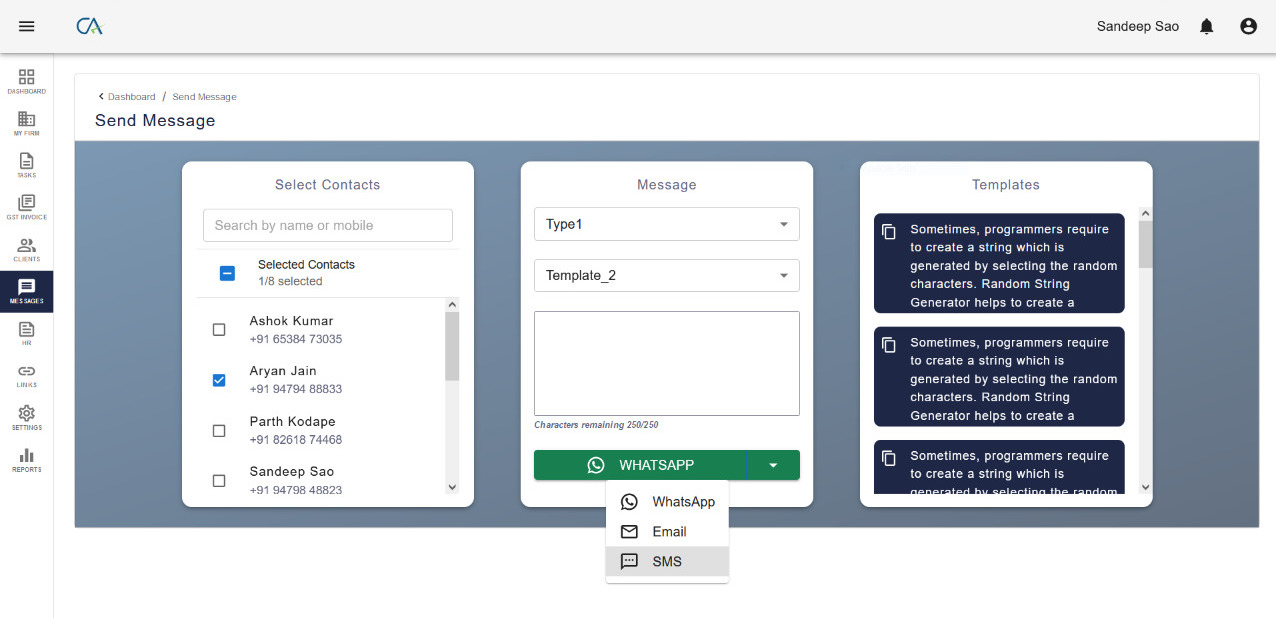 CA
Sandeep Sao
DASHBOARD
MY FIRM
TASKS
GST INVOICE
CLIENTS
MESSAGES
HR
LINKS
SETTINGS
REPORTS
Dashboard / Send Message
Send Message
Select Contacts
Search by name or mobile
Selected Contacts
1/8 selected
Ashok Kumar
+91 65384 73035
Aryan Jain
+91 94794 88833
Parth Kodape
+91 82618 74468
Sandeep Sao
+91 94798 48823
Message
Type1
Template_2
Characters remaining 250/250
WHATSAPP
WhatsApp
Email
SMS
Templates
Sometimes, programmers require
to create a string which is
generated by selecting the random
characters. Random String
Generator helps to create a
Sometimes, programmers require
to create a string which is
generated by selecting the random
characters. Random String
Generator helps to create a
Sometimes, programmers require
to create a string which is
generated by selecting the random